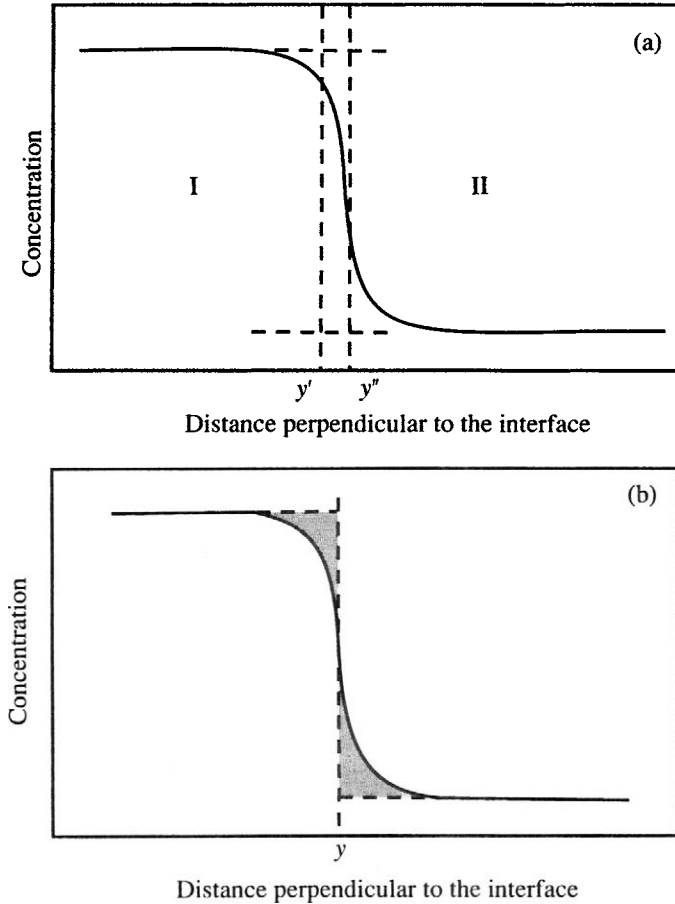 (a)
Concentration
I
II
y′
y″
Distance perpendicular to the interface
(b)
Concentration
y
Distance perpendicular to the interface